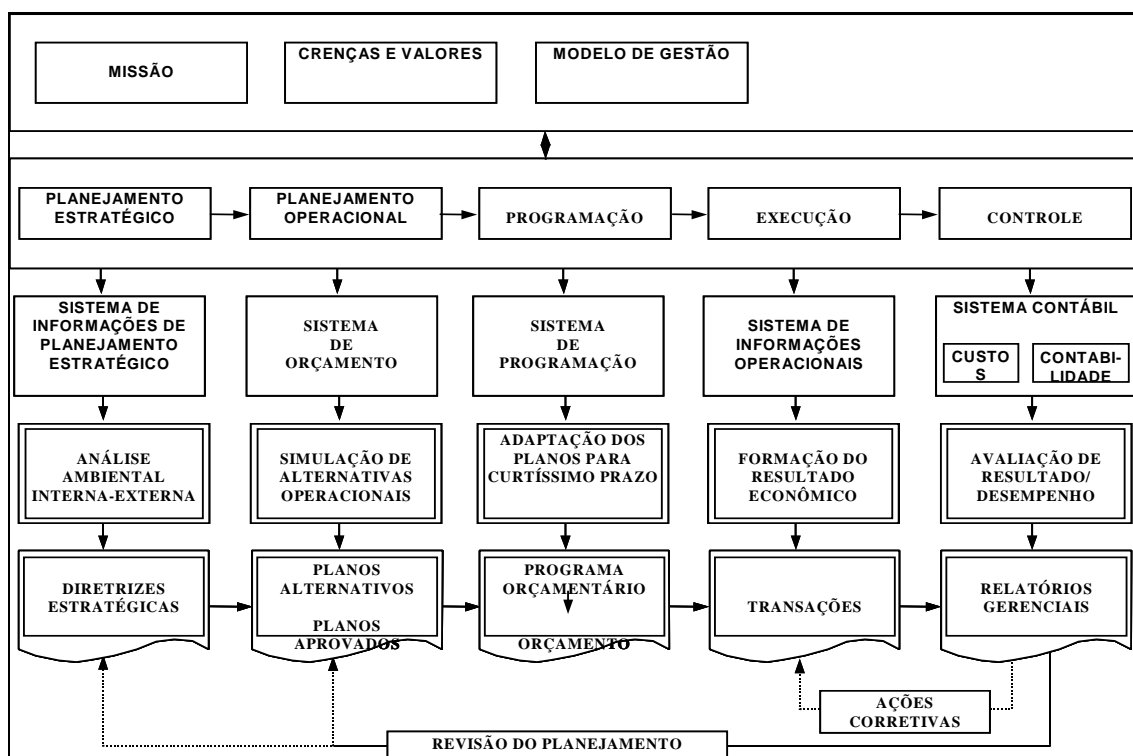 MISSÃO
CRENÇAS E VALORES
MODELO DE GESTÃO
PLANEJAMENTO
ESTRATÉGICO
PLANEJAMENTO
OPERACIONAL
PROGRAMAÇÃO
EXECUÇÃO
CONTROLE
SISTEMA DE
INFORMAÇÕES DE
PLANEJAMENTO
ESTRATÉGICO
SISTEMA
DE
ORÇAMENTO
SISTEMA
DE
PROGRAMAÇÃO
SISTEMA DE
INFORMAÇÕES
OPERACIONAIS
SISTEMA CONTÁBIL
CUSTO
S
CONTABI-
LIDADE
ANÁLISE
AMBIENTAL
INTERNA-EXTERNA
SIMULAÇÃO DE
ALTERNATIVAS
OPERACIONAIS
ADAPTAÇÃO DOS
PLANOS PARA
CURTÍSSIMO PRAZO
FORMAÇÃO DO
RESULTADO
ECONÔMICO
AVALIAÇÃO DE
RESULTADO/
DESEMPENHO
DIRETRIZES
ESTRATÉGICAS
PLANOS
ALTERNATIVOS
PLANOS
APROVADOS
PROGRAMA
ORÇAMENTÁRIO
ORÇAMENTO
TRANSAÇÕES
RELATÓRIOS
GERENCIAIS
AÇÕES
CORRETIVAS
REVISÃO DO PLANEJAMENTO